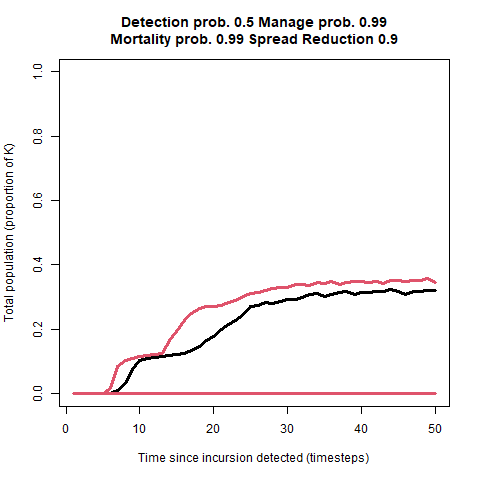 Detection prob. 0.5 Manage prob. 0.99
Mortality prob. 0.99 Spread Reduction 0.9
Total population (proportion of K)
1.0
0.8
0.6
0.4
0.2
0.0
0 10 20 30 40 50
Time since incursion detected (timesteps)